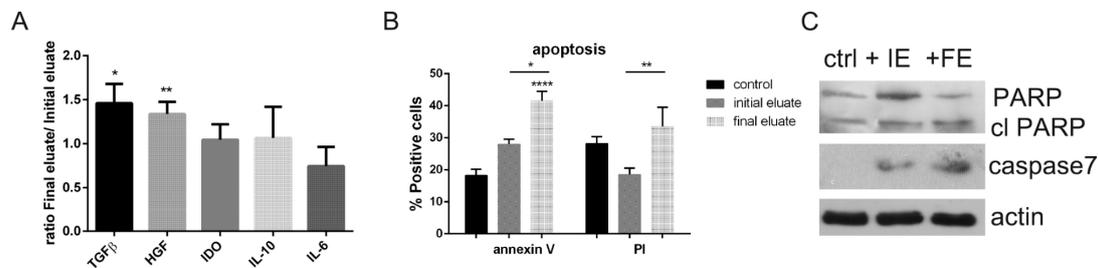 A
ratio Final eluate/ Initial eluate
2.0
1.5
1.0
0.5
0.0
*
**
TGFβ
HGF
IDO
IL-10
IL-6
B
apoptosis
% Positive cells
50
40
30
20
10
0
*
****
**
annexin V
PI
control
initial eluate
final eluate
C
ctrl + IE +FE
PARP
cl PARP
caspase7
actin